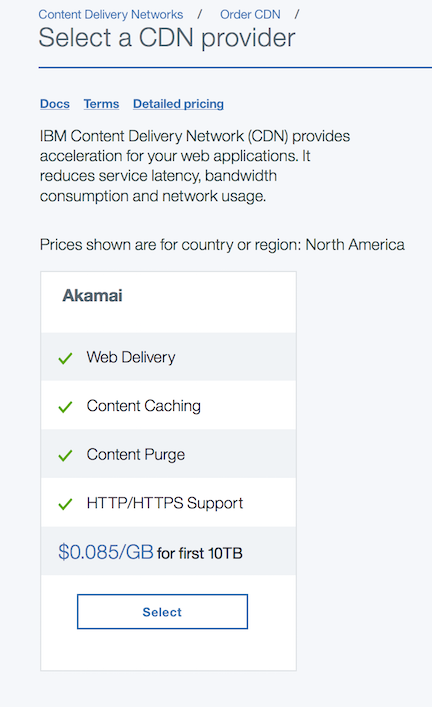 Content Delivery Networks / Order CDN /
Select a CDN provider
Docs Terms Detailed pricing
IBM Content Delivery Network (CDN) provides
acceleration for your web applications. It
reduces service latency, bandwidth
consumption and network usage.
Prices shown are for country or region: North America
Akamai
Web Delivery
Content Caching
Content Purge
HTTP/HTTPS Support
$0.085/GB for first 10TB
Select